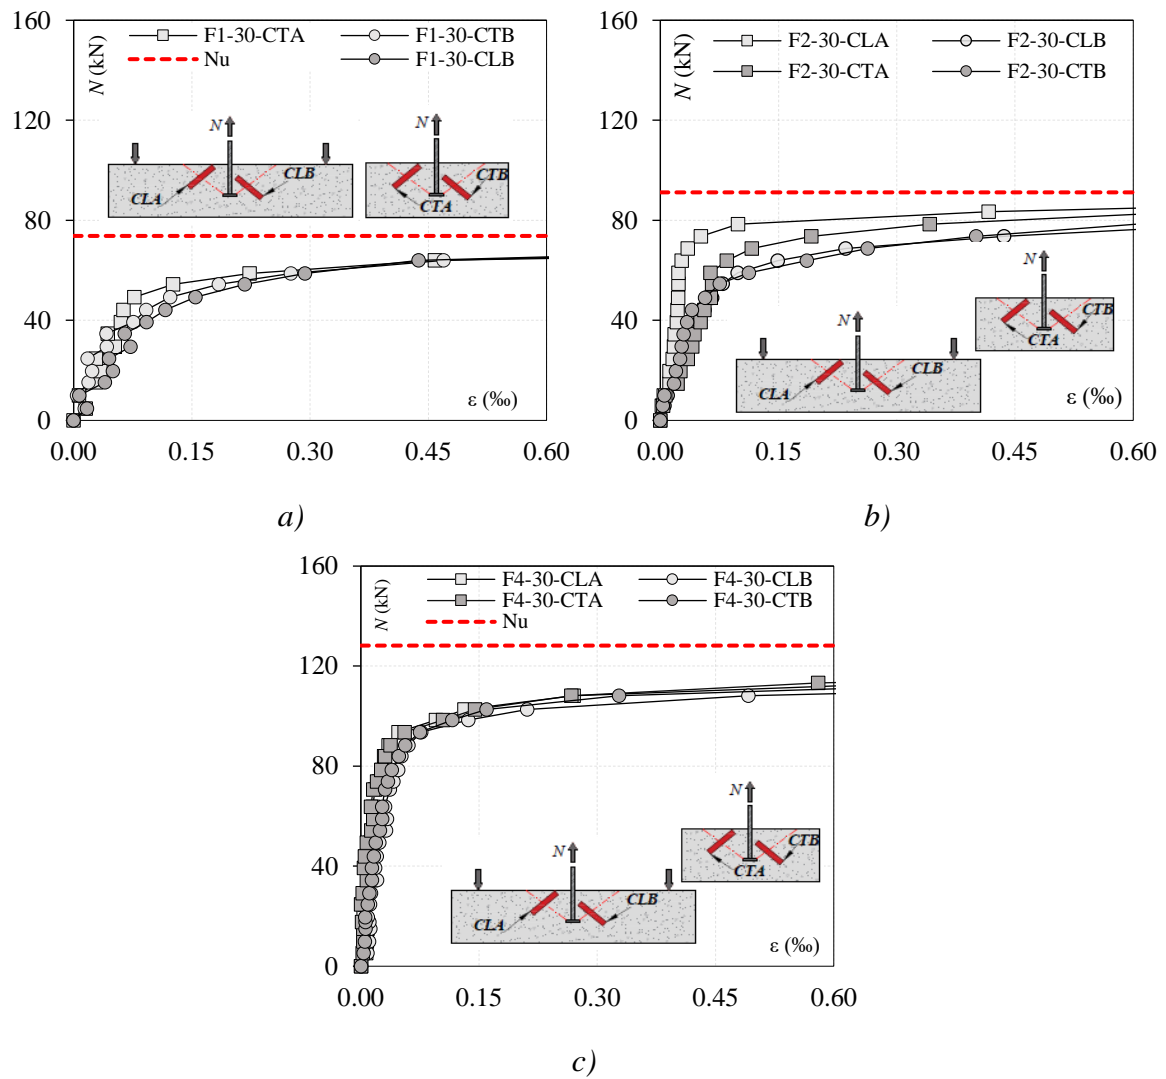 160
120
80
40
0
N (kN)
F1-30-CTA
F1-30-CTB
Nu
F1-30-CLB
N
N
CLA
CLB
CTA
CTB
ε (‰)
0.00
0.15
0.30
0.45
0.60
a)
160
120
80
40
0
N (kN)
F2-30-CLA
F2-30-CLB
F2-30-CTA
F2-30-CTB
N
CTA
CTB
N
CLA
CLB
ε (‰)
0.00
0.15
0.30
0.45
0.60
b)
160
120
80
40
0
N (kN)
F4-30-CLA
F4-30-CLB
F4-30-CTA
F4-30-CTB
Nu
N
CTA
CTB
N
CLA
CLB
ε (‰)
0.00
0.15
0.30
0.45
0.60
c)